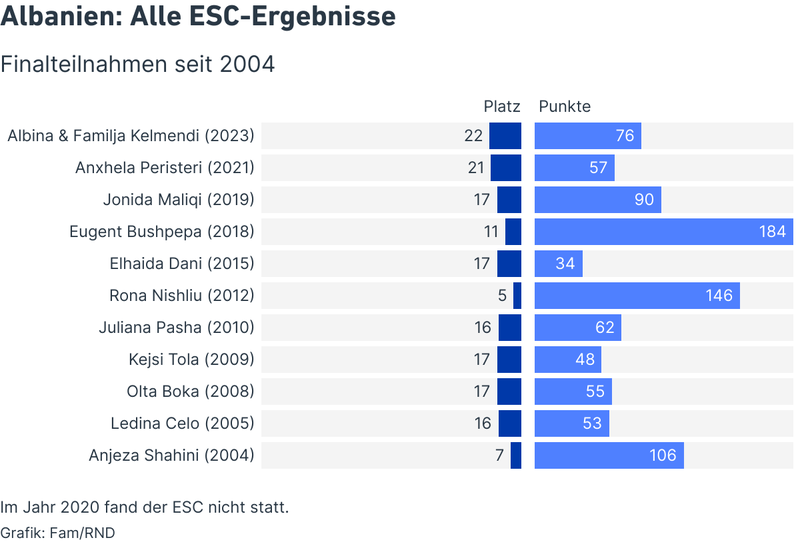 Albanien: Alle ESC-Ergebnisse
Finalteilnahmen seit 2004
Platz Punkte
Albina & Familja Kelmendi (2023) 22 76
Anxhela Peristeri (2021) 21 57
Jonida Maliqi (2019) 17 90
Eugent Bushpepa (2018) 11 184
Elhaida Dani (2015) 17 34
Rona Nishliu (2012) 5 146
Juliana Pasha (2010) 16 62
Kejsi Tola (2009) 17 48
Olta Boka (2008) 17 55
Ledina Celo (2005) 16 53
Anjeza Shahini (2004) 7 106
Im Jahr 2020 fand der ESC nicht statt.
Grafik: Fam/RND